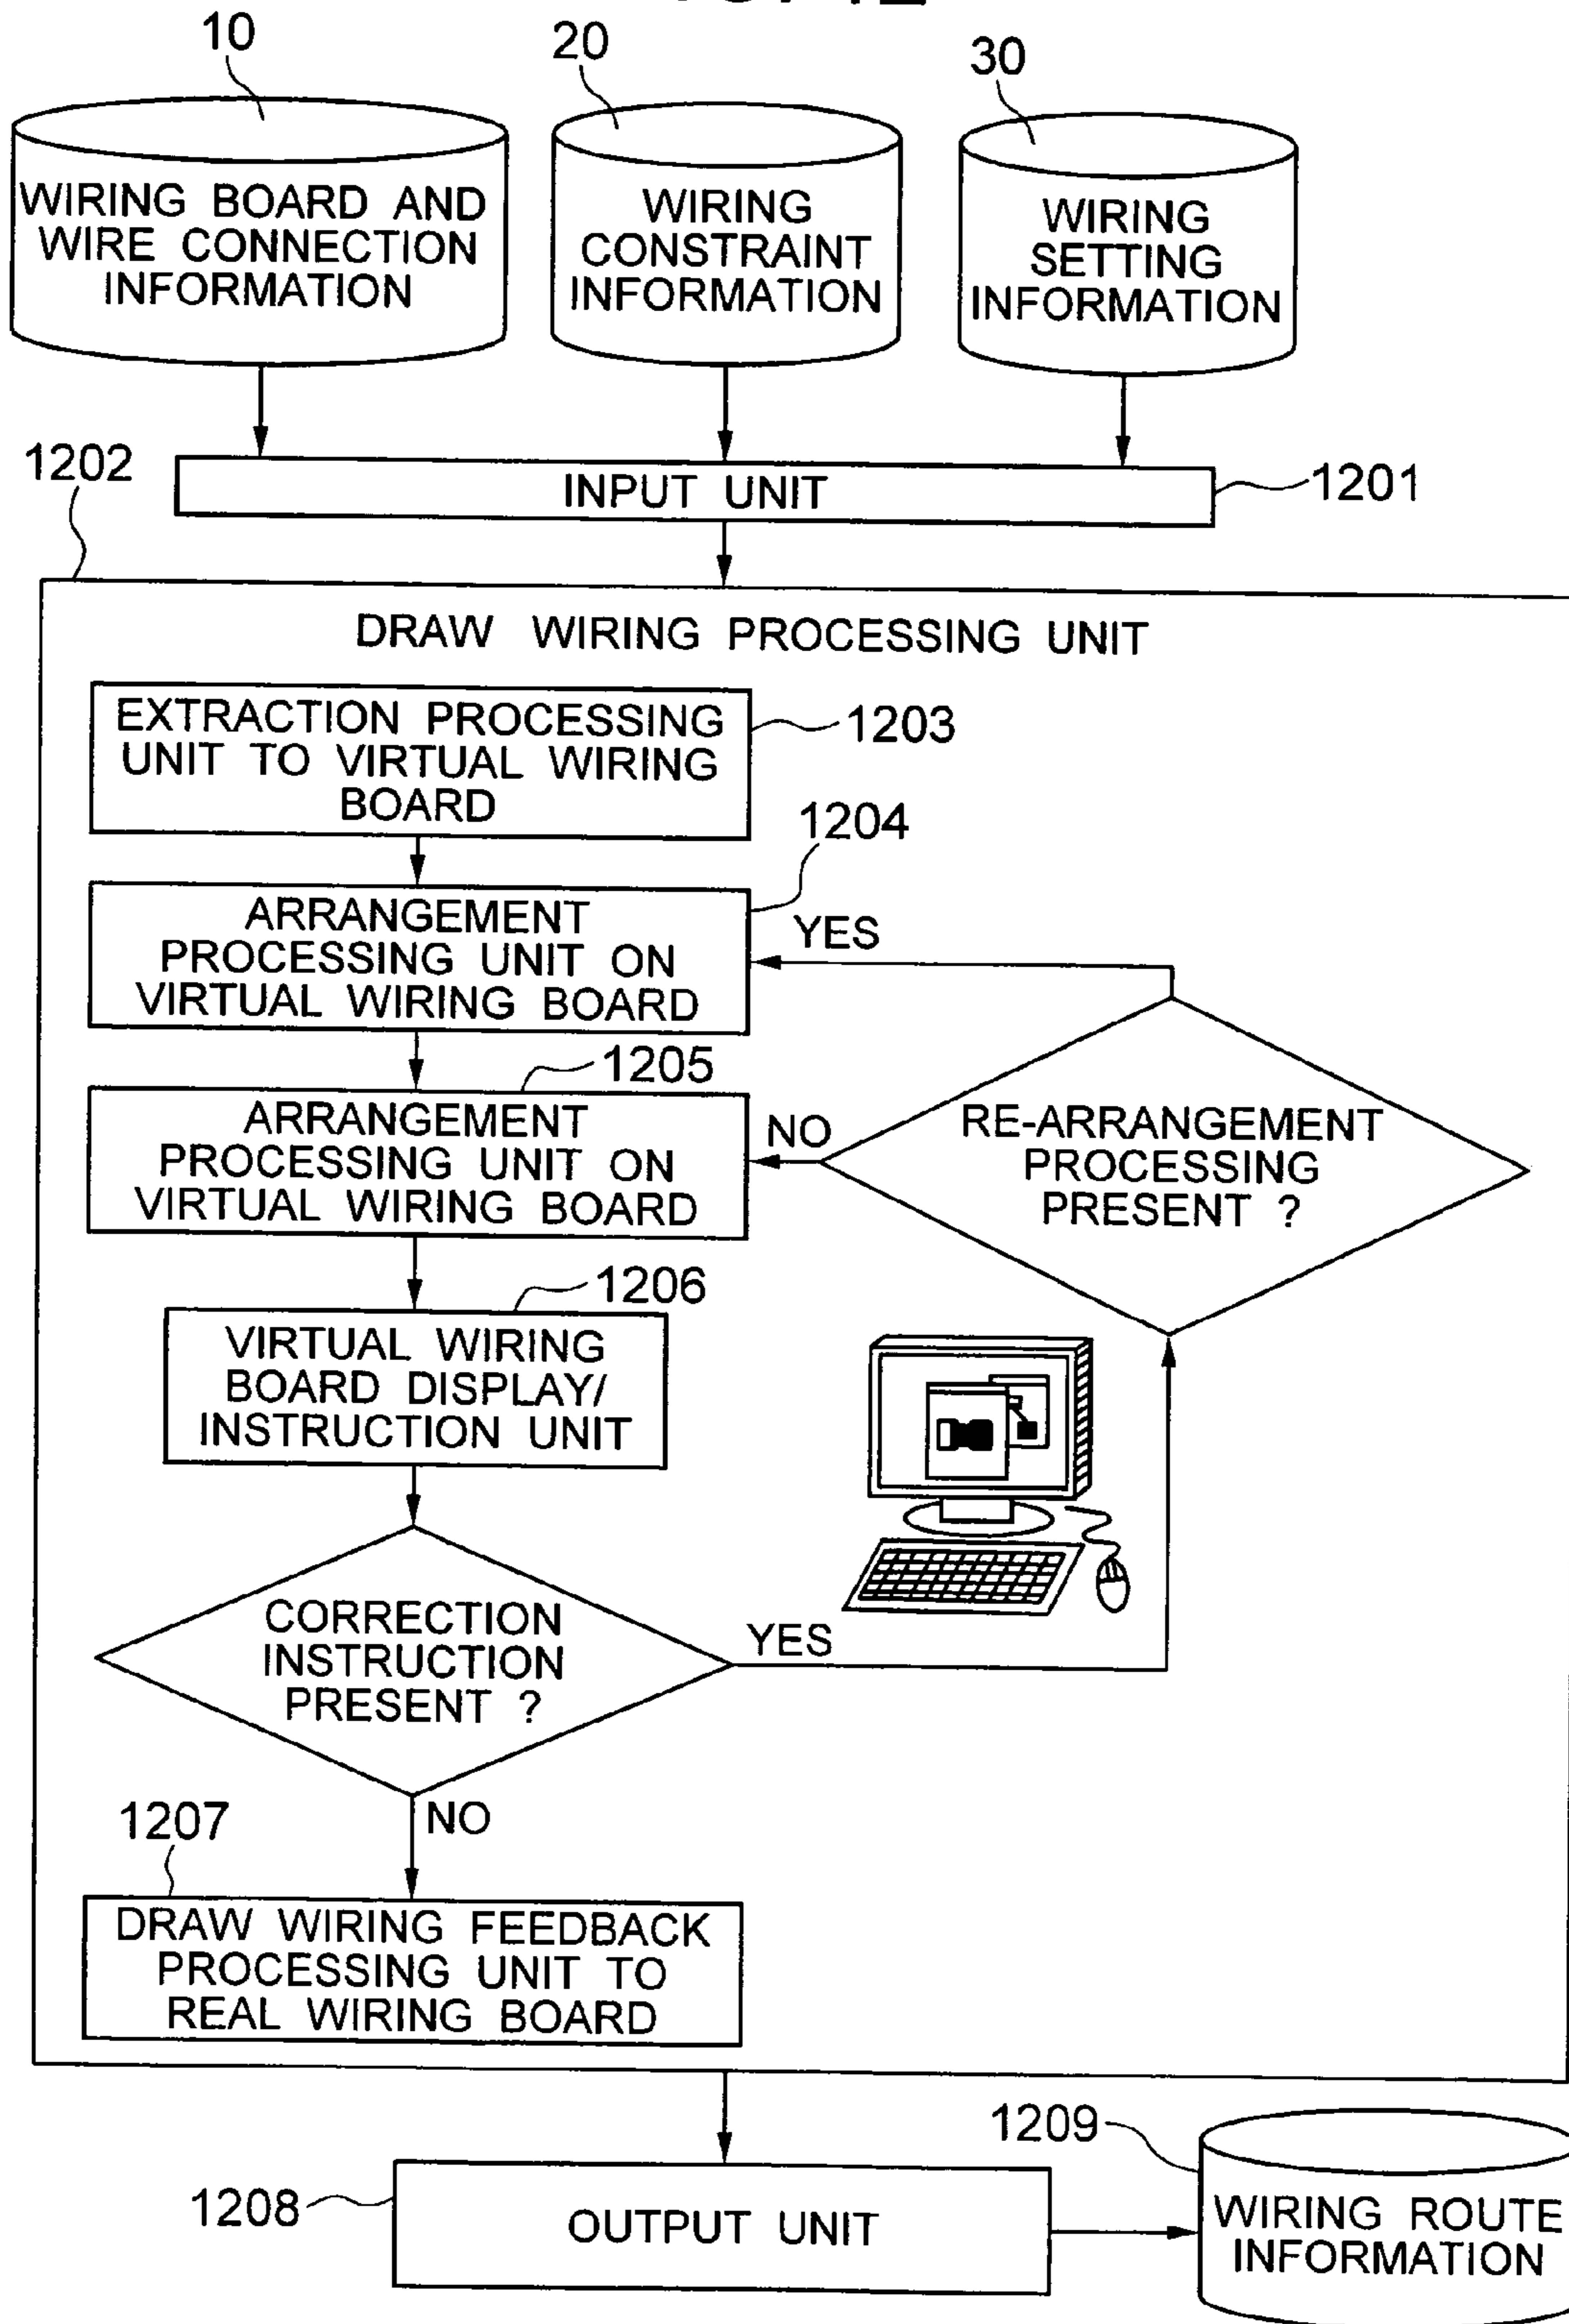 10
20
30
WIRING BOARD AND
WIRE CONNECTION
INFORMATION
WIRING
CONSTRAINT
INFORMATION
WIRING
SETTING
INFORMATION
1202
INPUT UNIT
1201
DRAW WIRING PROCESSING UNIT
EXTRACTION PROCESSING
UNIT TO VIRTUAL WIRING
BOARD
1203
1204
ARRANGEMENT
PROCESSING UNIT ON
VIRTUAL WIRING BOARD
YES
1205
ARRANGEMENT
PROCESSING UNIT ON
VIRTUAL WIRING BOARD
NO
RE-ARRANGEMENT
PROCESSING
PRESENT ?
1206
VIRTUAL WIRING
BOARD DISPLAY/
INSTRUCTION UNIT
CORRECTION
INSTRUCTION
PRESENT ?
YES
NO
1207
DRAW WIRING FEEDBACK
PROCESSING UNIT TO
REAL WIRING BOARD
1208
OUTPUT UNIT
1209
WIRING ROUTE
INFORMATION